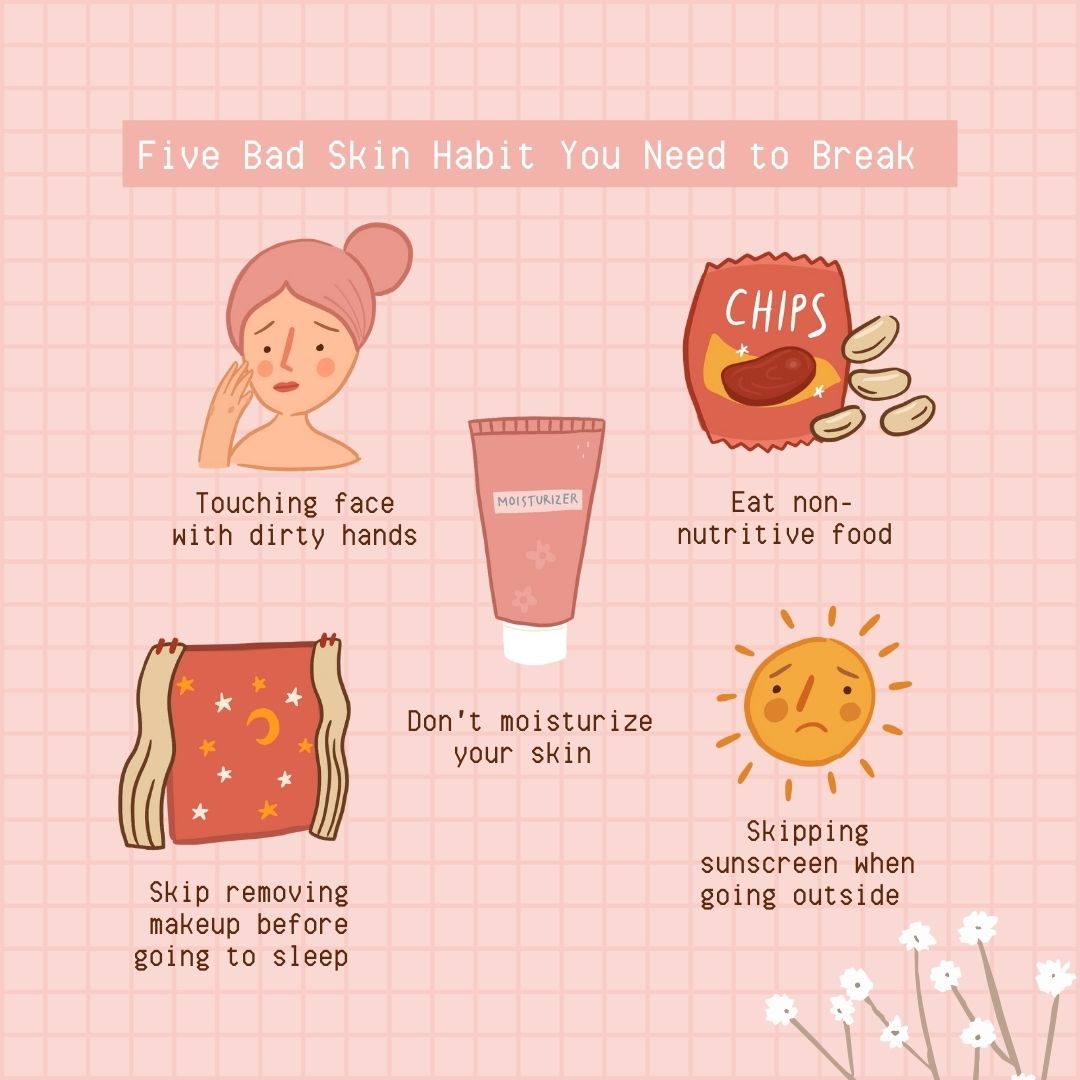 Five Bad Skin Habit You Need to Break
Touching face
with dirty hands
CHIPS
Eat non-
nutritive food
MOISTURIZER
Don't moisturize
your skin
Skip removing
makeup before
going to sleep
Skipping
sunscreen when
going outside